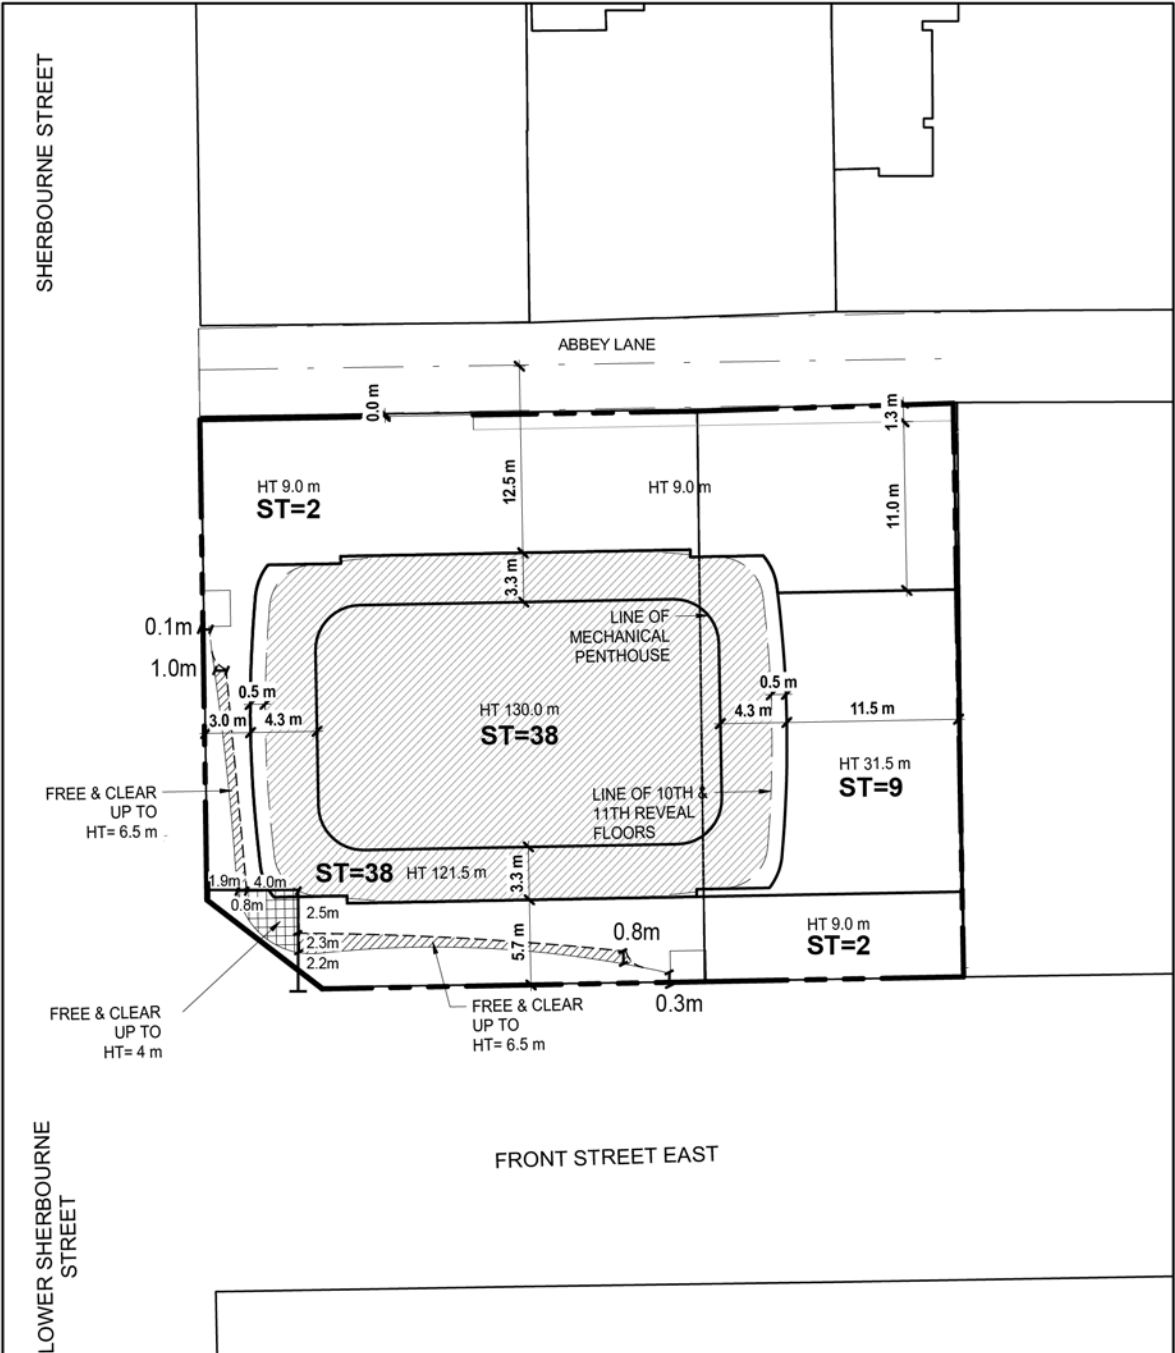 SHERBOURNE STREET
ABBEY LANE
0.0 m
1.3 m
12.5 m
11.0 m
HT 9.0 m
ST=2
HT 9.0 m
3.3 m
0.1m
1.0m
LINE OF
MECHANICAL
PENTHOUSE
0.5 m
3.0 m
4.3 m
HT 130.0 m
ST=38
0.5 m
4.3 m
11.5 m
HT 31.5 m
ST=9
FREE & CLEAR
UP TO
HT= 6.5 m
LINE OF 10TH &
11TH REVEAL
FLOORS
ST=38 HT 121.5 m
3.3 m
1.9m
4.0m
0.8m
2.5m
2.3m
2.2m
5.7 m
0.8m
HT 9.0 m
ST=2
0.3m
FREE & CLEAR
UP TO
HT= 4 m
FREE & CLEAR
UP TO
HT= 6.5 m
FRONT STREET EAST
LOWER SHERBOURNE
STREET